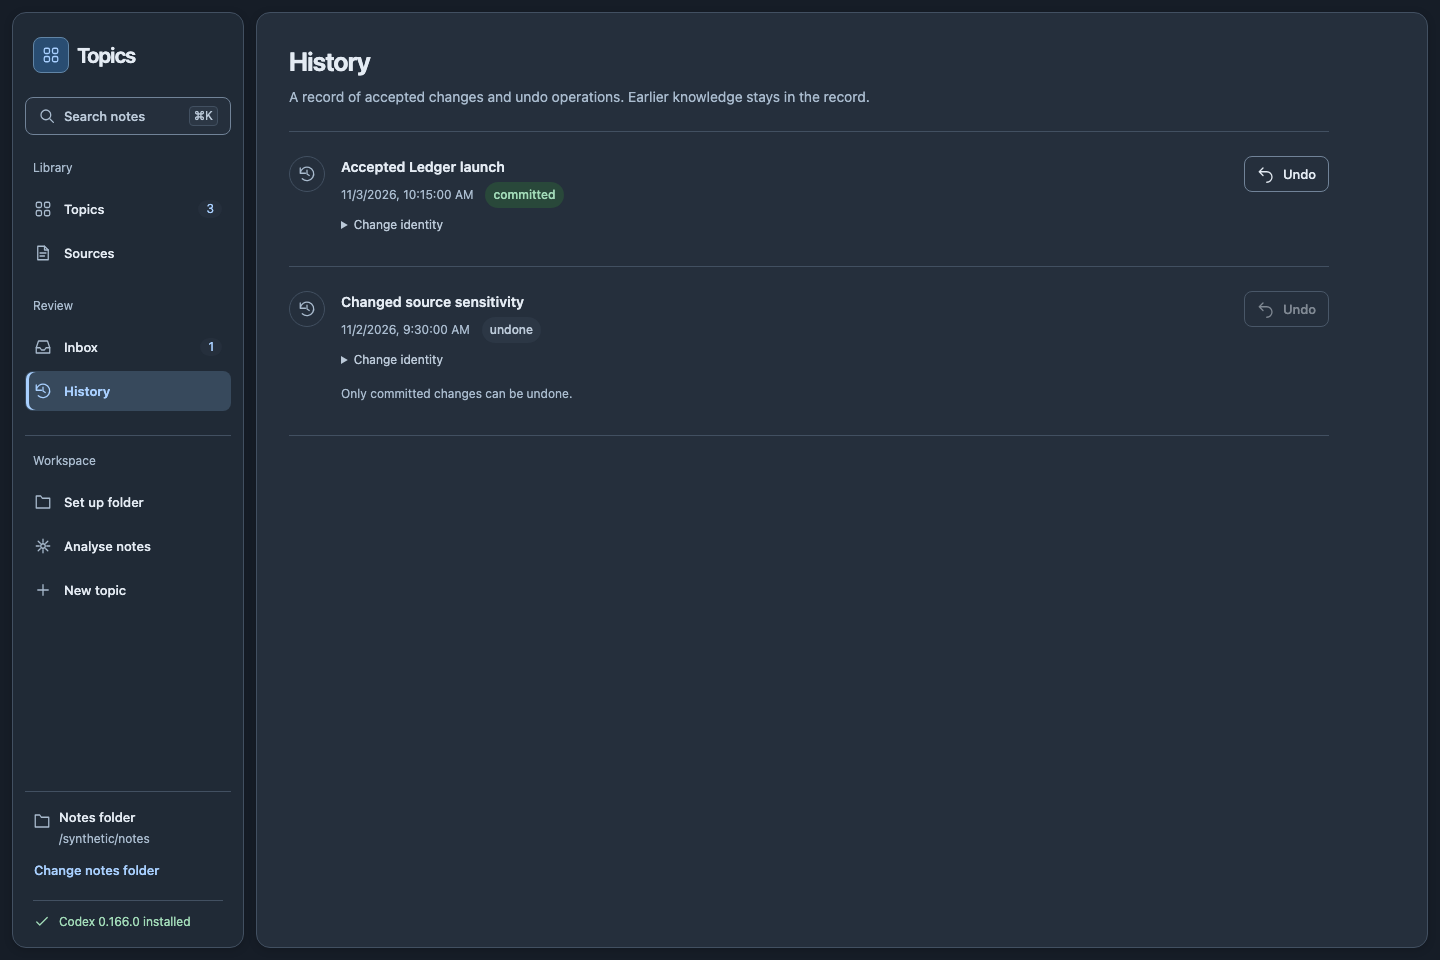 Topics
Search notes ⌘K
Library
Topics 3
Sources
Review
Inbox 1
History
Workspace
Set up folder
Analyse notes
New topic
Notes folder
/synthetic/notes
Change notes folder
Codex 0.166.0 installed
History
A record of accepted changes and undo operations. Earlier knowledge stays in the record.
Accepted Ledger launch
11/3/2026, 10:15:00 AM committed
Change identity
Undo
Changed source sensitivity
11/2/2026, 9:30:00 AM undone
Change identity
Only committed changes can be undone.
Undo